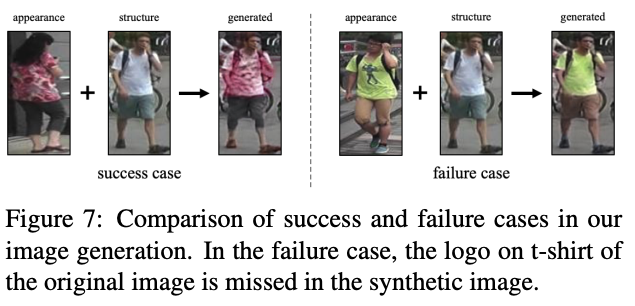 appearance structure generated appearance structure generated
+ → + →
success case failure case
Figure 7: Comparison of success and failure cases in our
image generation. In the failure case, the logo on t-shirt of
the original image is missed in the synthetic image.